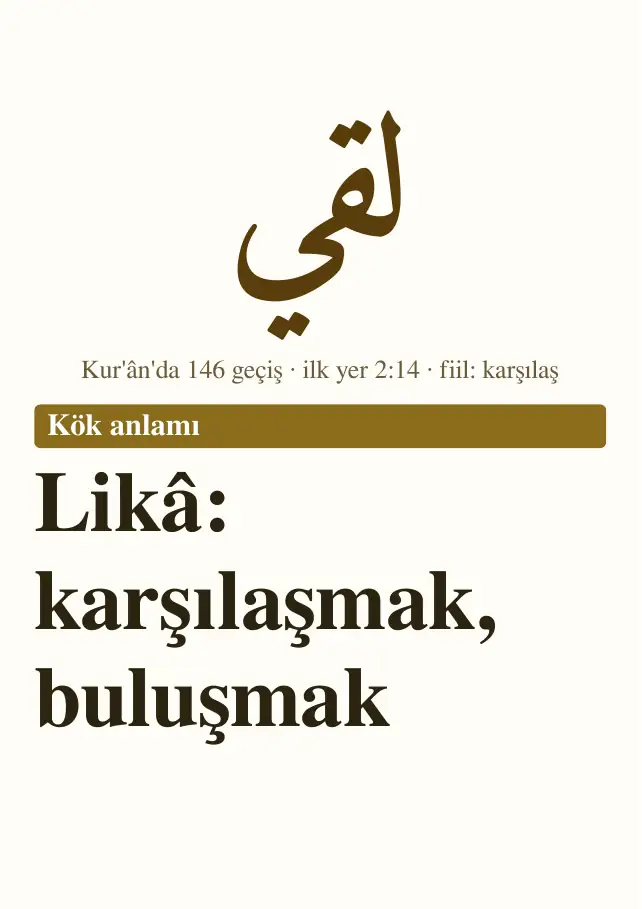 لقي
Kur'ân'da 146 geçiş · ilk yer 2:14 · fiil: karşılaş
Kök anlamı
Likâ:
karşılaşmak,
buluşmak